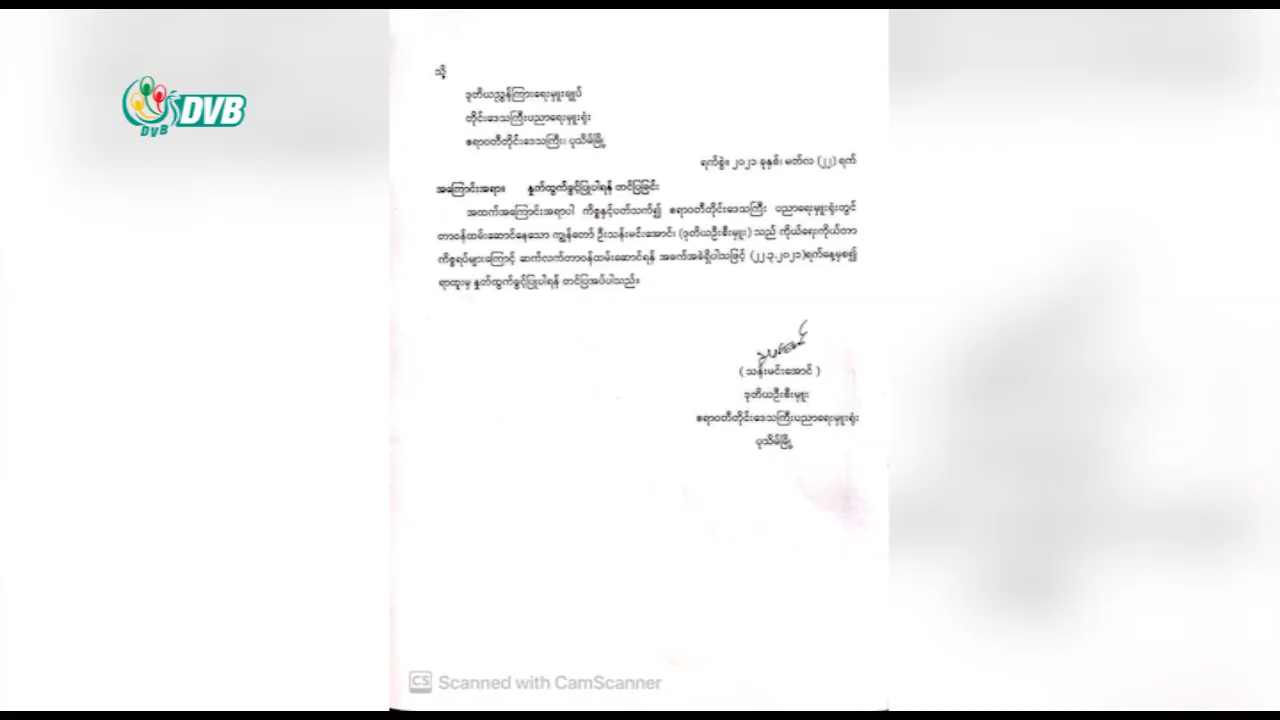 DVB
DVB
သို့
ဒုတိယညွှန်ကြားရေးမှူးချုပ်
တိုင်းဒေသကြီးပညာရေးမှူးရုံး
ဧရာဝတီတိုင်းဒေသကြီး၊ ပုသိမ်မြို့
ရက်စွဲ။ ၂၀၂၁ ခုနှစ်၊ မတ်လ (၂၂) ရက်
အကြောင်းအရာ။ နှုတ်ထွက်ခွင့်ပြုပါရန် တင်ပြခြင်း
အထက်အကြောင်းအရာပါ ကိစ္စနှင့်ပတ်သက်၍ ဧရာဝတီတိုင်းဒေသကြီး ပညာရေးမှူးရုံးတွင်
တာဝန်ထမ်းဆောင်နေသော ကျွန်တော် ဦးသန်းမင်းအောင်၊ (ဒုတိယဦးစီးမှူး) သည် ကိုယ်ရေးကိုယ်တာ
ကိစ္စရပ်များကြောင့် ဆက်လက်တာဝန်ထမ်းဆောင်ရန် အခက်အခဲရှိပါသဖြင့် (၂၂.၃.၂၀၂၁)ရက်နေ့မှစ၍
ရာထူးမှ နှုတ်ထွက်ခွင့်ပြုပါရန် တင်ပြအပ်ပါသည်။
( သန်းမင်းအောင် )
ဒုတိယဦးစီးမှူး
ဧရာဝတီတိုင်းဒေသကြီးပညာရေးမှူးရုံး
ပုသိမ်မြို့
CS Scanned with CamScanner